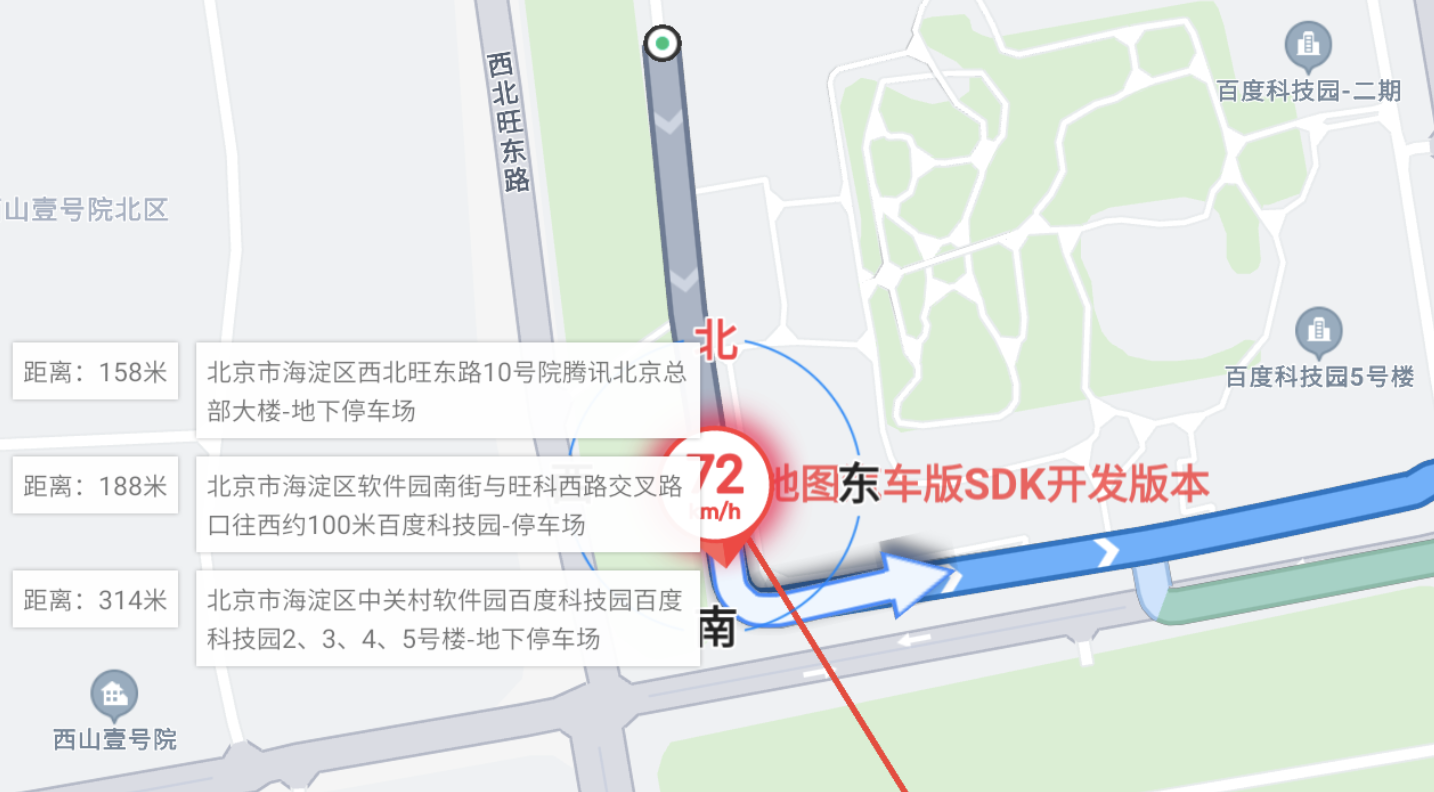 西北旺东路
百度科技园-二期
山壹号院北区
北
距离：158米
北京市海淀区西北旺东路10号院腾讯北京总
部大楼-地下停车场
百度科技园5号楼
距离：188米
北京市海淀区软件园南街与旺科西路交叉路
口往西约100米百度科技园-停车场
西
72
km/h
地图
东
车版SDK开发版本
距离：314米
北京市海淀区中关村软件园百度科技园百度
科技园2、3、4、5号楼-地下停车场
南
西山壹号院